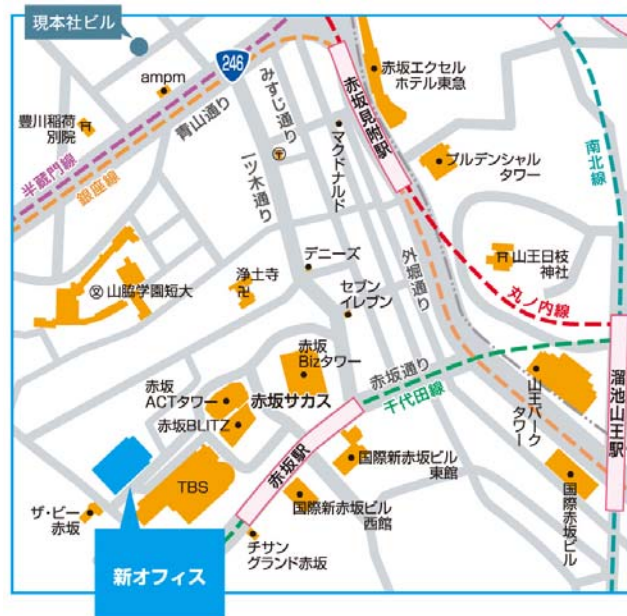 現本社ビル
ampm
豊川稲荷
別院
246
青山通り
みすじ通り
一ツ木通り
半蔵門線
銀座線
マクドナルド
赤坂見附駅
赤坂エクセル
ホテル東急
プルデンシャル
タワー
南北線
山王日枝
神社
丸ノ内線
外堀通り
デニーズ
セブン
イレブン
浄土寺
卍
文
山脇学園短大
赤坂
Bizタワー
赤坂
ACTタワー
赤坂サカス
赤坂BLITZ
赤坂通り
千代田線
山王パーク
タワー
溜池山王駅
赤坂駅
国際新赤坂ビル
東館
国際新赤坂ビル
西館
国際赤坂ビル
TBS
ザ・ビー
赤坂
チサン
グランド赤坂
新オフィス